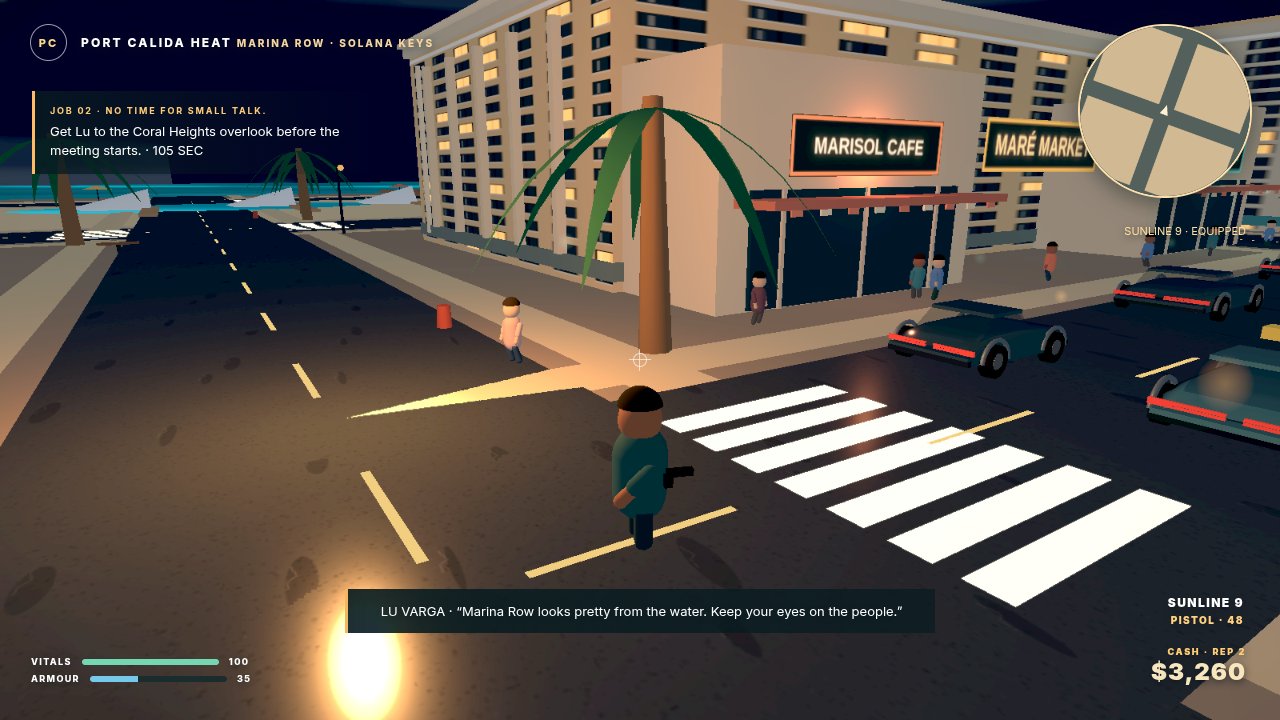 PC
PORT CALIDA HEAT MARINA ROW · SOLANA KEYS
JOB 02 · NO TIME FOR SMALL TALK.
Get Lu to the Coral Heights overlook before the
meeting starts. · 105 SEC
MARISOL CAFE
MARÉ MARKE
SUNLINE 9 · EQUIPPED
LU VARGA · “Marina Row looks pretty from the water. Keep your eyes on the people.”
SUNLINE 9
PISTOL · 48
VITALS 100
ARMOUR 35
CASH · REP 2
$3,260